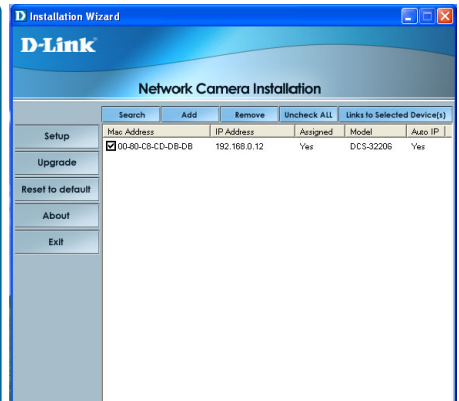 D Installation Wizard
D-Link
Network Camera Installation
Search Add Remove Uncheck ALL Links to Selected Device(s)
Mac Address IP Address Assigned Model Auto IP
00-80-C8-CD-DB-DB 192.168.0.12 Yes DCS-3220G Yes
Setup
Upgrade
Reset to default
About
Exit